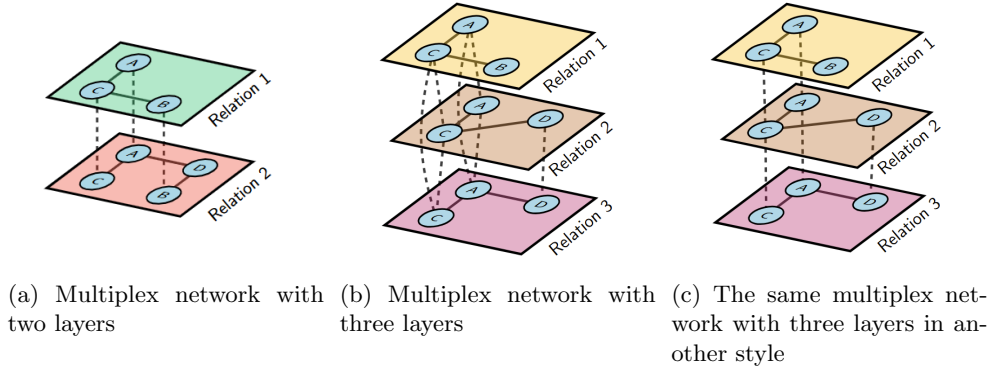 A
C
B
Relation 1
A
C
D
B
Relation 2
A
C
B
Relation 1
A
C
D
Relation 2
A
C
D
Relation 3
A
C
B
Relation 1
A
C
D
Relation 2
A
C
D
Relation 3
(a) Multiplex network with
two layers
(b) Multiplex network with
three layers
(c) The same multiplex net-
work with three layers in an-
other style